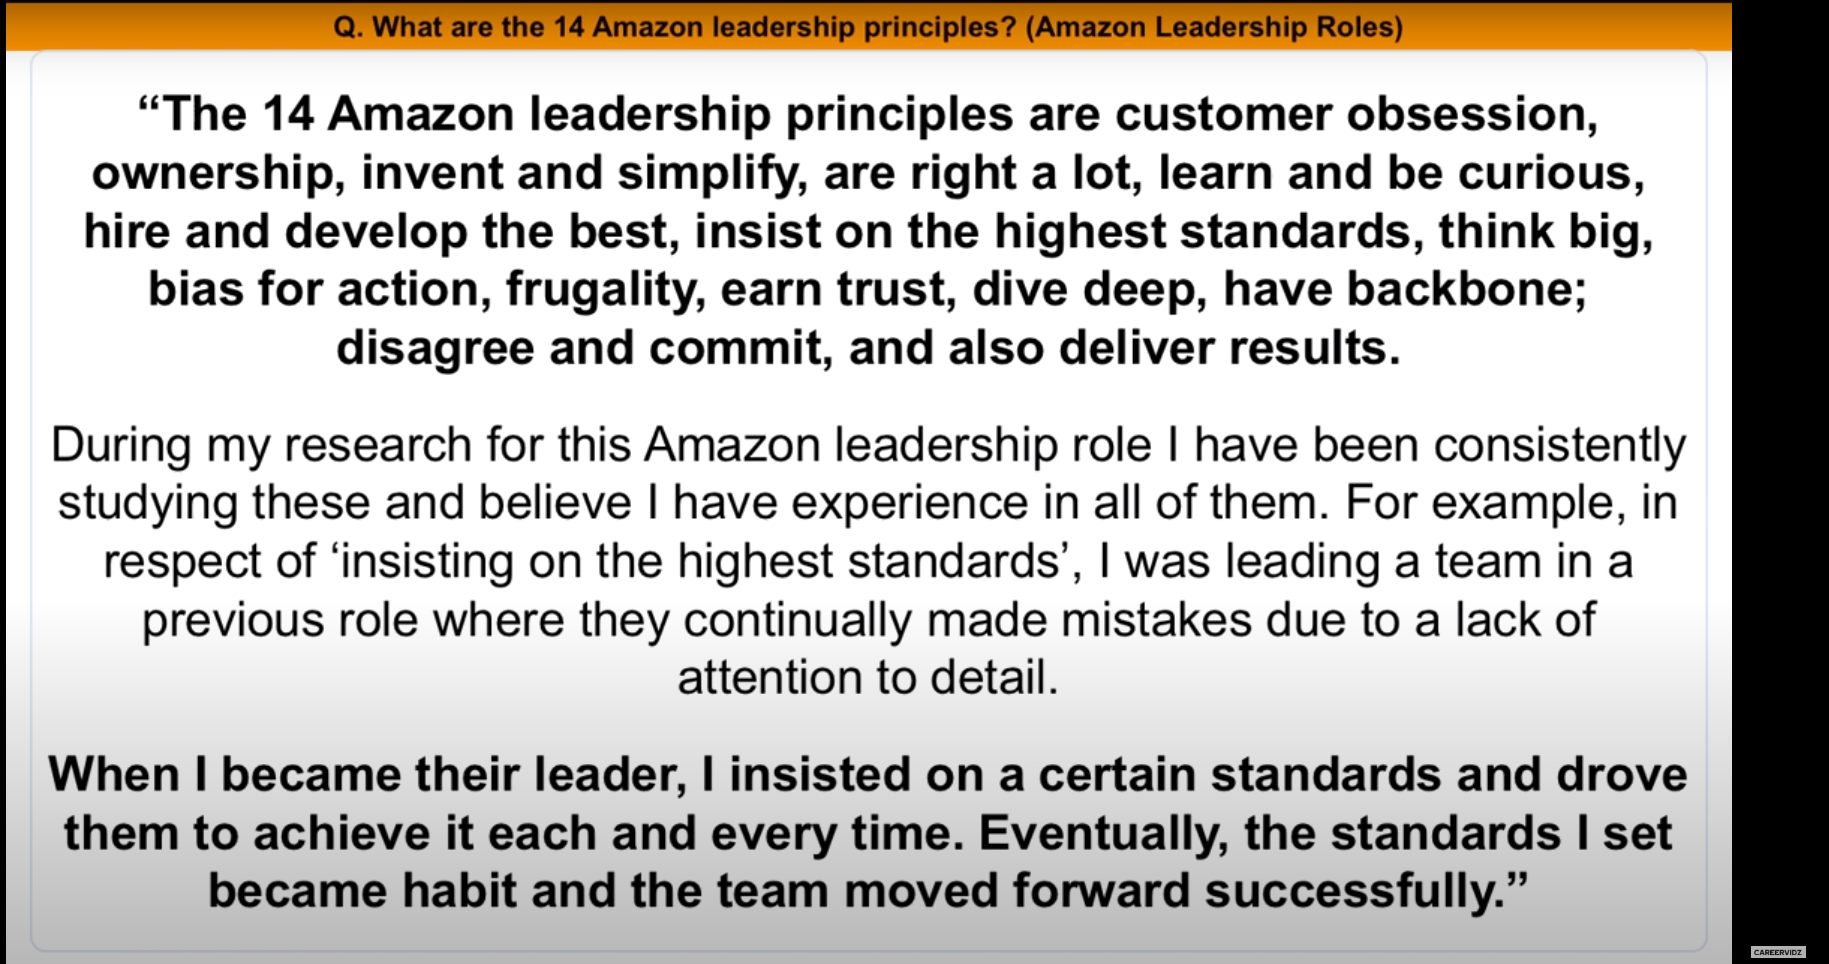 Q. What are the 14 Amazon leadership principles? (Amazon Leadership Roles)
“The 14 Amazon leadership principles are customer obsession,
ownership, invent and simplify, are right a lot, learn and be curious,
hire and develop the best, insist on the highest standards, think big,
bias for action, frugality, earn trust, dive deep, have backbone;
disagree and commit, and also deliver results.
During my research for this Amazon leadership role I have been consistently
studying these and believe I have experience in all of them. For example, in
respect of ‘insisting on the highest standards’, I was leading a team in a
previous role where they continually made mistakes due to a lack of
attention to detail.
When I became their leader, I insisted on a certain standards and drove
them to achieve it each and every time. Eventually, the standards I set
became habit and the team moved forward successfully.”
CAREERVIDZ